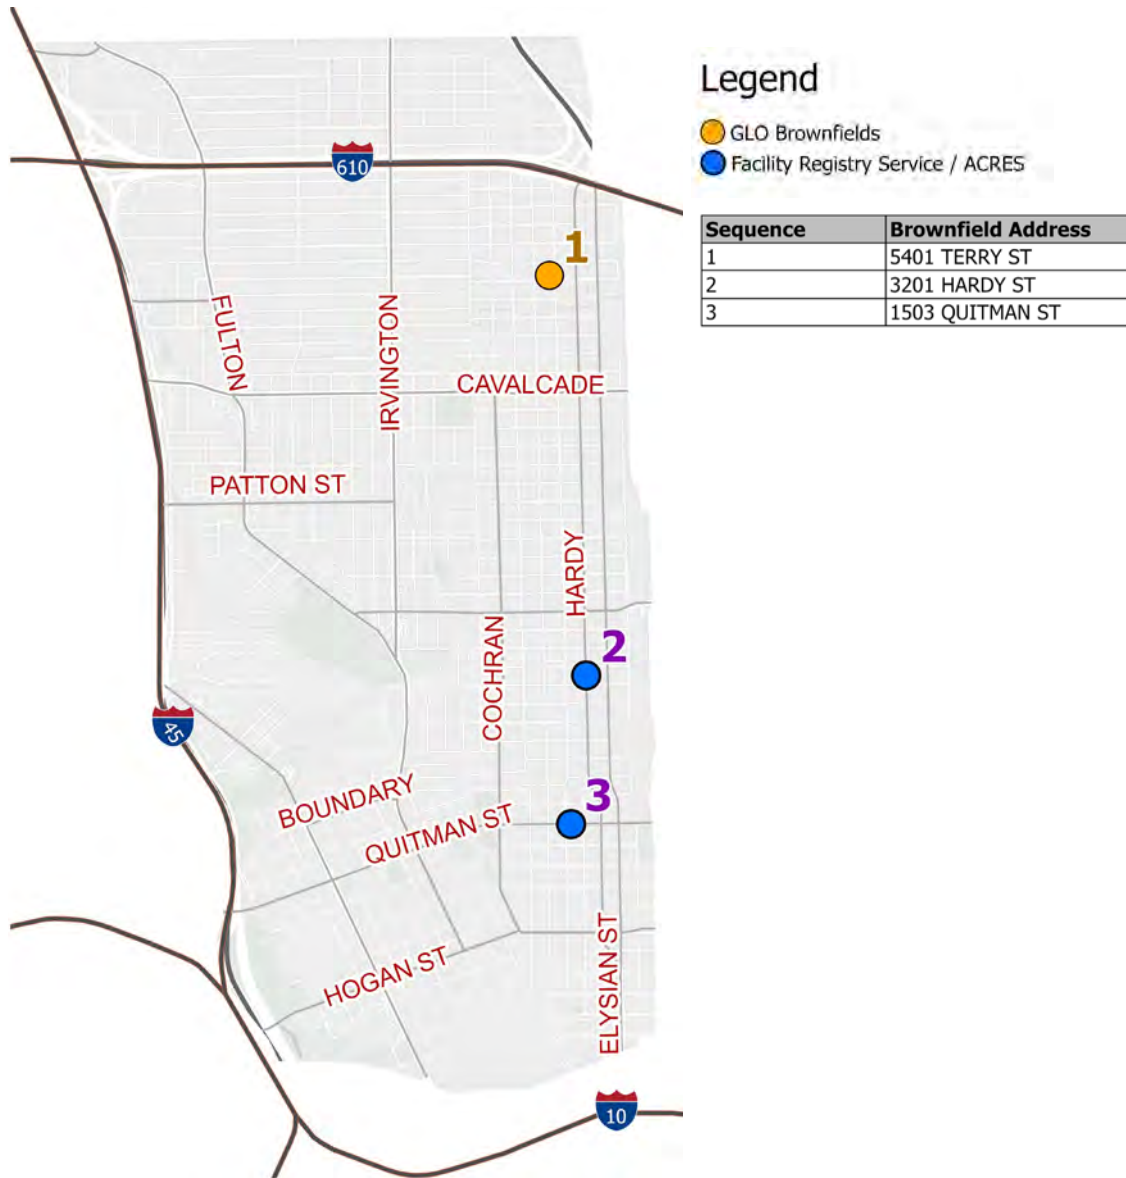 Legend
GLO Brownfields
Facility Registry Service / ACRES
Sequence Brownfield Address
1 5401 TERRY ST
2 3201 HARDY ST
3 1503 QUITMAN ST
610
1
FULTON
IRVINGTON
CAVALCADE
PATTON ST
HARDY
COCHRAN
2
45
BOUNDARY
3
QUITMAN ST
HOGAN ST
ELYSIAN ST
10